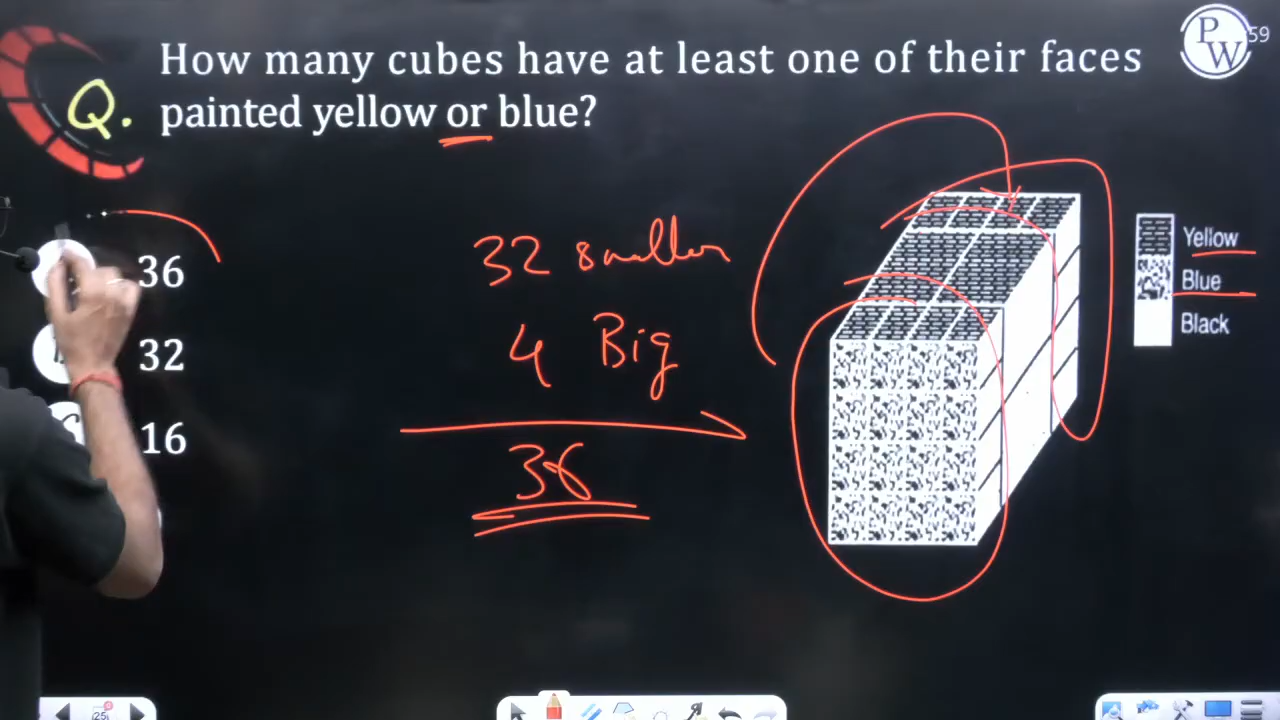 How many cubes have at least one of their faces
Q.
painted yellow or blue?
P
W
59
36
32
16
32 smaller
4 Big
36
Yellow
Blue
Black
25